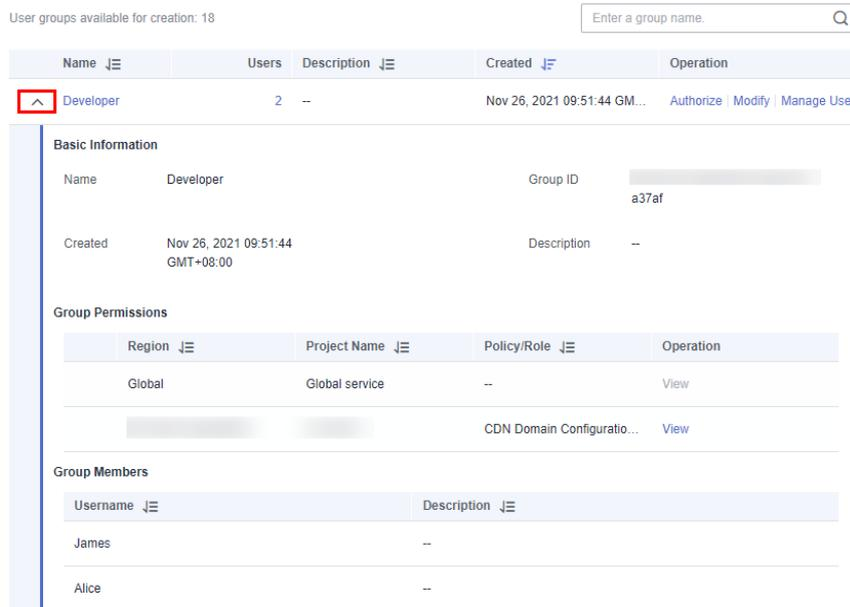 User groups available for creation: 18
Enter a group name.
Name Users Description Created Operation
Developer 2 -- Nov 26, 2021 09:51:44 GM... Authorize Modify Manage Use
Basic Information
Name Developer Group ID
a37af
Created Nov 26, 2021 09:51:44 Description --
GMT+08:00
Group Permissions
Region Project Name Policy/Role Operation
Global Global service -- View
CDN Domain Configuratio... View
Group Members
Username Description
James --
Alice --